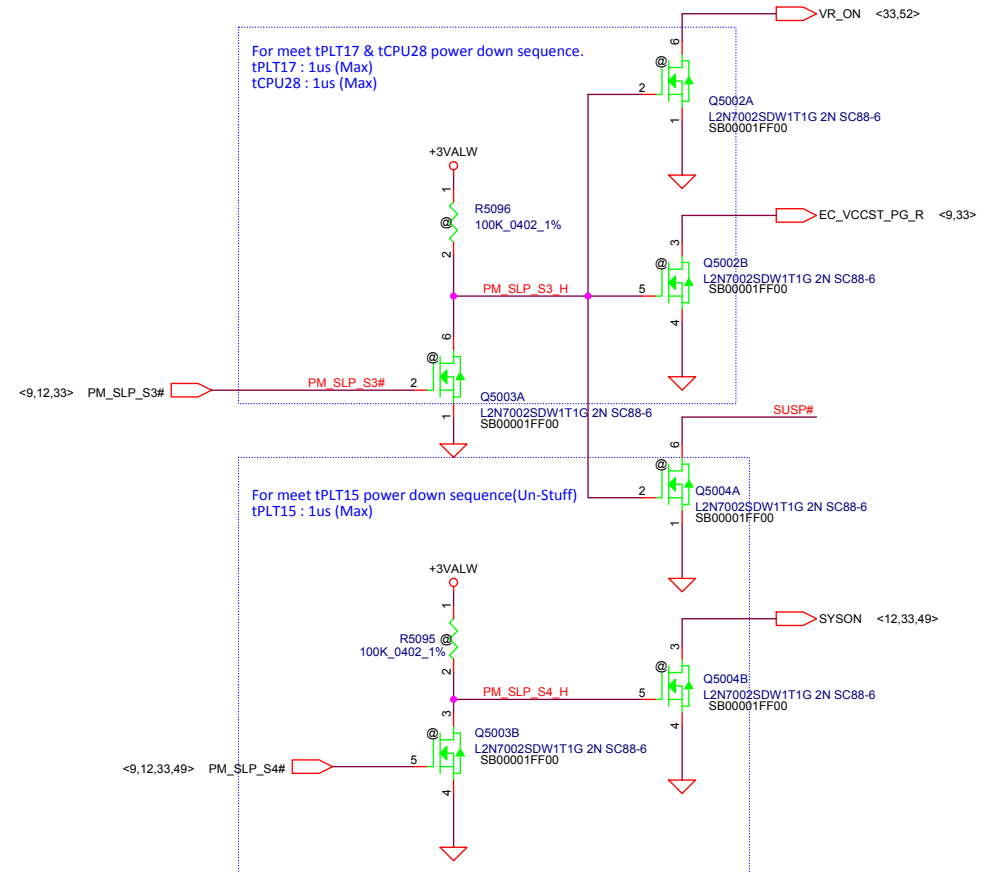 VR_ON <33,52>
For meet tPLT17 & tCPU28 power down sequence.
tPLT17 : 1us (Max)
tCPU28 : 1us (Max)
6
@
2
1
Q5002A
L2N7002SDW1T1G 2N SC88-6
SB00001FF00
+3VALW
1
R5096
@
100K_0402_1%
2
EC_VCCST_PG_R <9,33>
3
@
Q5002B
L2N7002SDW1T1G 2N SC88-6
SB00001FF00
PM_SLP_S3_H
5
4
6
@
<9,12,33> PM_SLP_S3#
PM_SLP_S3#
2
1
Q5003A
L2N7002SDW1T1G 2N SC88-6
SB00001FF00
SUSP#
6
@
2
1
Q5004A
L2N7002SDW1T1G 2N SC88-6
SB00001FF00
For meet tPLT15 power down sequence(Un-Stuff)
tPLT15 : 1us (Max)
+3VALW
1
R5095
@
100K_0402_1%
2
SYSON <12,33,49>
3
@
Q5004B
L2N7002SDW1T1G 2N SC88-6
SB00001FF00
PM_SLP_S4_H
5
4
3
@
Q5003B
L2N7002SDW1T1G 2N SC88-6
SB00001FF00
<9,12,33,49> PM_SLP_S4#
5
4